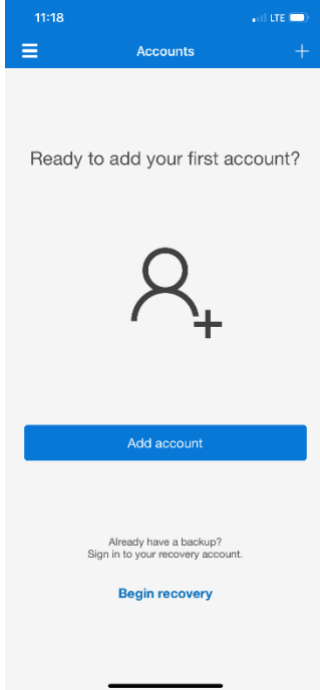 11:18
LTE
Accounts
Ready to add your first account?
Add account
Already have a backup?
Sign in to your recovery account.
Begin recovery